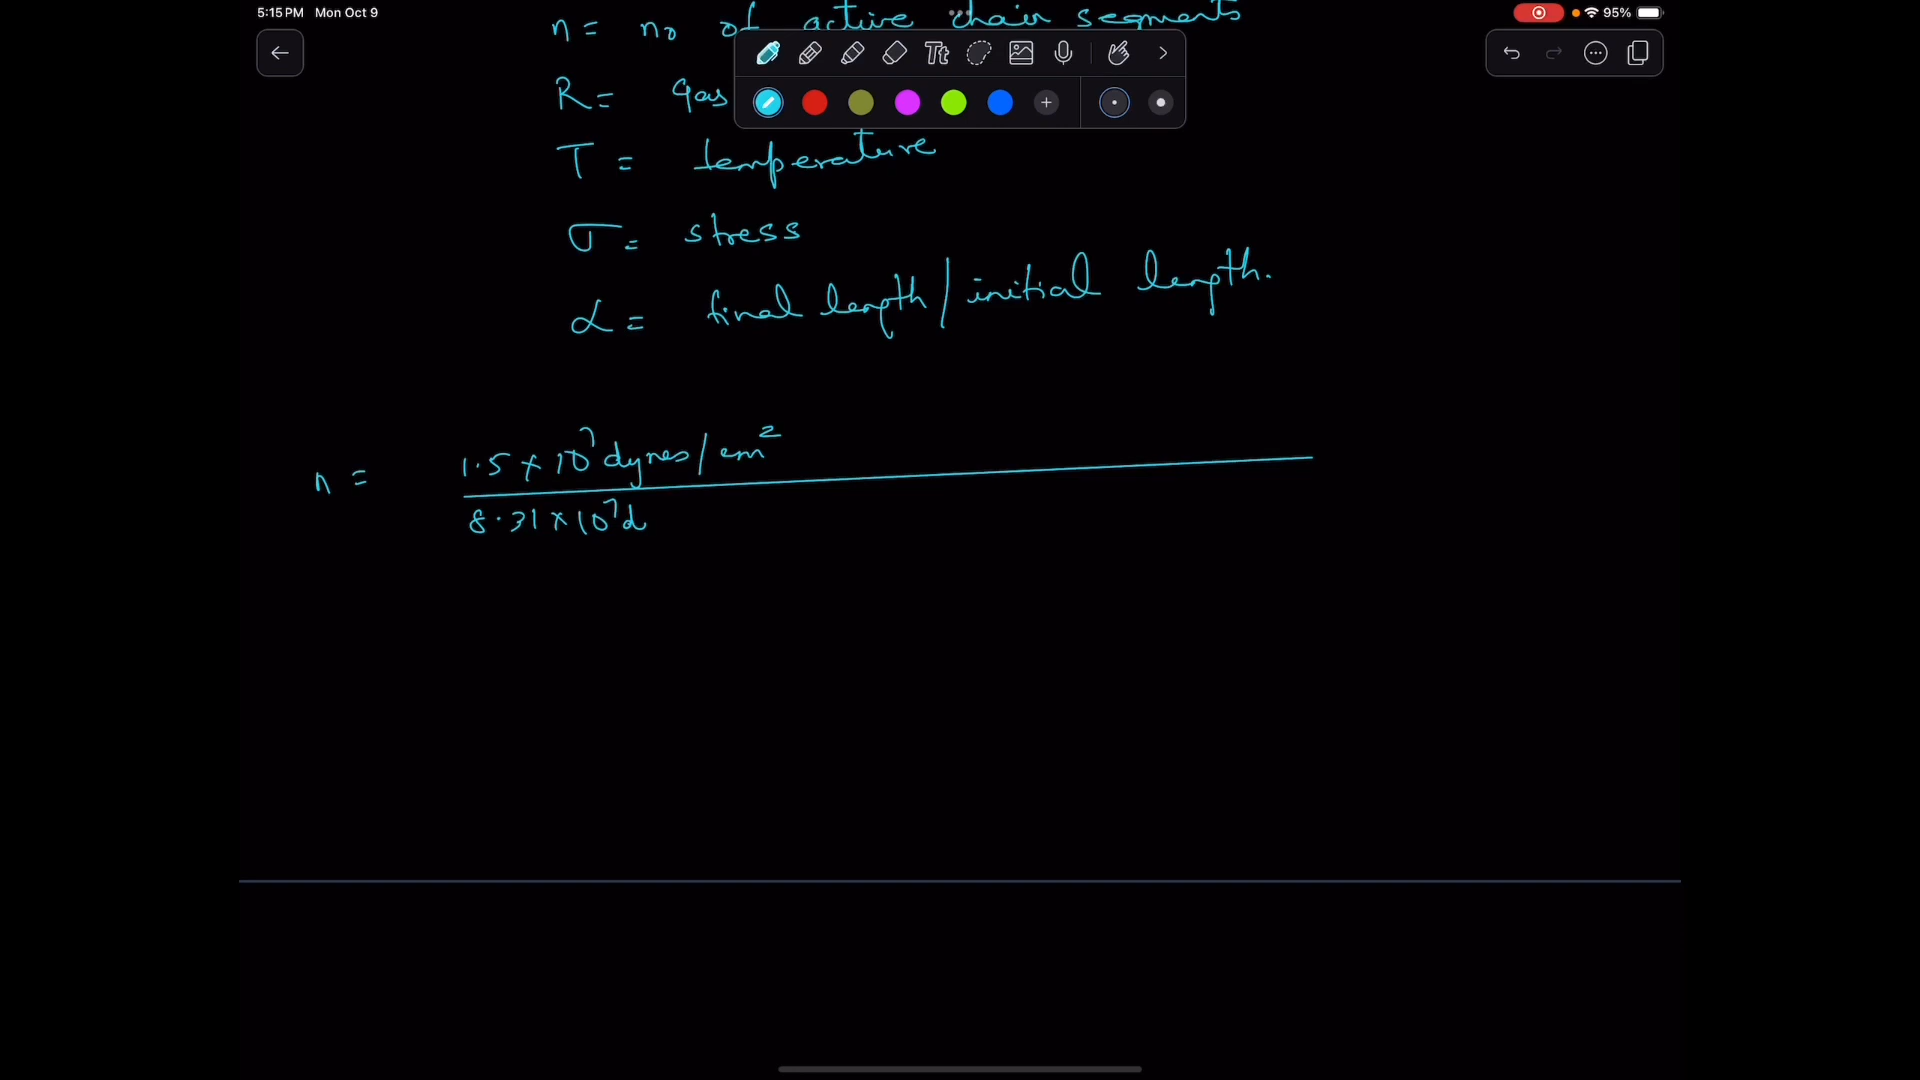 5:15 PM Mon Oct 9
95%
n = no of active chain segments
R = gas
Tt
T = temperature
σ = stress
α = final length / initial length.
n = 1.5 x 10⁷ dynes / cm²
8.31 x 10⁷ d